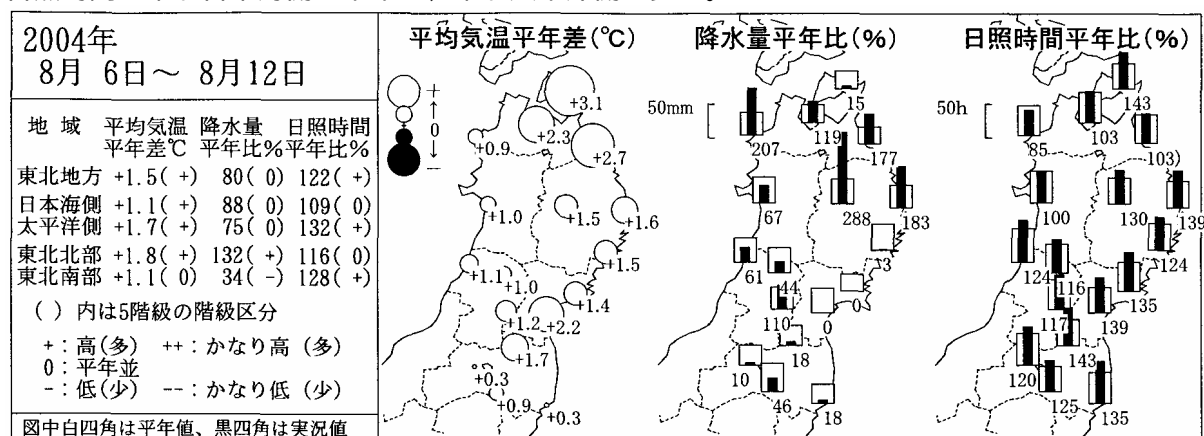 2004年
8月 6日～ 8月12日
地 域 平均気温 降水量 日照時間
平年差℃ 平年比% 平年比%
東北地方 +1.5( +) 80( 0) 122( +)
日本海側 +1.1( +) 88( 0) 109( 0)
太平洋側 +1.7( +) 75( 0) 132( +)
東北北部 +1.8( +) 132( +) 116( 0)
東北南部 +1.1( 0) 34( -) 128( +)
( ) 内は5階級の階級区分
+：高(多) ++：かなり高 (多)
0：平年並
-：低(少) --：かなり低 (少)
図中白四角は平年値、黒四角は実況値
平均気温平年差(℃)
+
↑
0
↓
-
+3.1
+2.3
+0.9
+2.7
+1.0
+1.5
+1.6
+1.5
+1.1
+1.0
+1.4
+1.2
+2.2
+1.7
+0.3
+0.9
+0.3
降水量平年比(%)
50mm
15
119
207
177
67
288
183
3
61
44
0
110
0
18
10
46
18
日照時間平年比(%)
50h
143
103
85
103
100
130
139
124
124
116
135
117
139
143
120
125
135